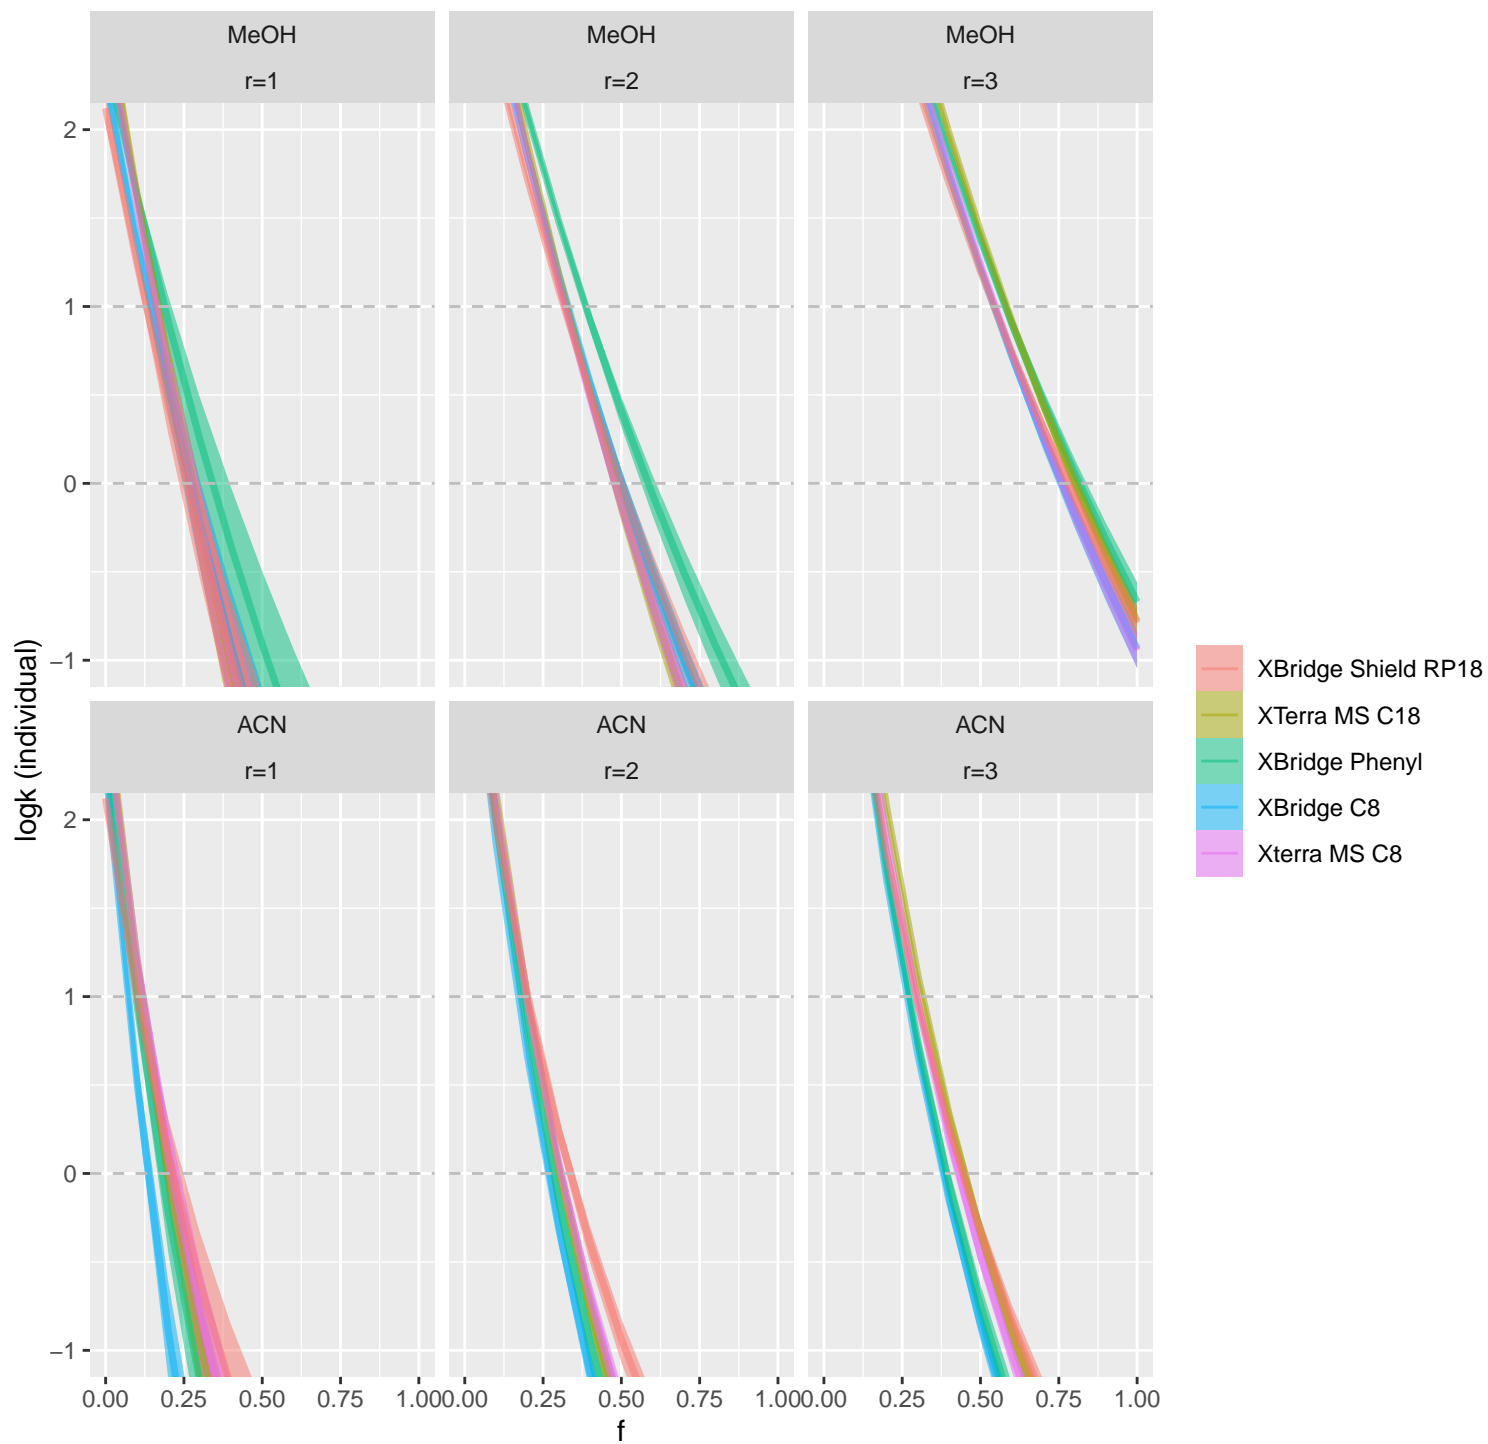 MeOH
r=1
MeOH
r=2
MeOH
r=3
2
1
0
−1
ACN
r=1
ACN
r=2
ACN
r=3
2
1
0
−1
0.00 0.25 0.50 0.75 1.00
0.00 0.25 0.50 0.75 1.00
0.00 0.25 0.50 0.75 1.00
f
logk (individual)
XBridge Shield RP18
XTerra MS C18
XBridge Phenyl
XBridge C8
Xterra MS C8